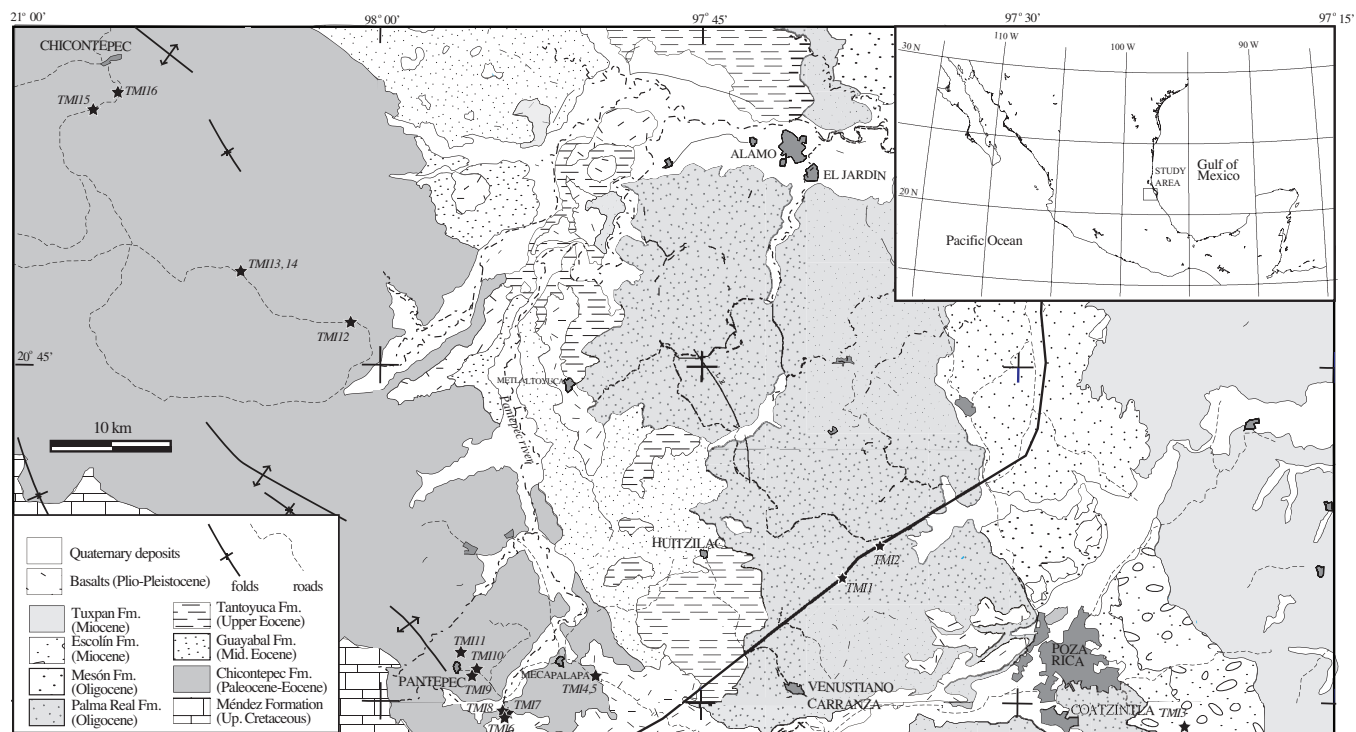 21° 00'
98° 00'
97° 45'
97° 30'
97° 15'
CHICONTEPEC
TMI16
TMI15
TMI13, 14
TMI12
20° 45'
10 km
ALAMO
EL JARDIN
METLALTOYUCA
Pantepec river
HUITZILAC
TMI2
TMI1
TMI11
TMI10
PANTEPEC
TMI9
TMI8
TMI7
TMI6
MECAPALAPA
TMI4,5
VENUSTIANO
CARRANZA
POZA
RICA
COATZINTLA
TMI3
110 W
100 W
90 W
30 N
20 N
STUDY
AREA
Gulf of
Mexico
Pacific Ocean
Quaternary deposits
Basalts (Plio-Pleistocene)
folds
roads
Tuxpan Fm.
(Miocene)
Escolín Fm.
(Miocene)
Mesón Fm.
(Oligocene)
Palma Real Fm.
(Oligocene)
Tantoyuca Fm.
(Upper Eocene)
Guayabal Fm.
(Mid. Eocene)
Chicontepec Fm.
(Paleocene-Eocene)
Méndez Formation
(Up. Cretaceous)